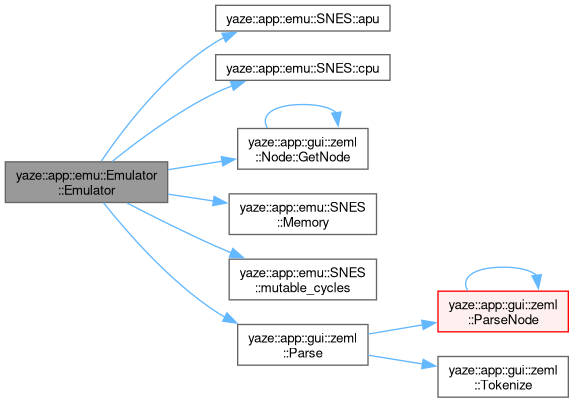 yaze::app::emu::SNES::apu
yaze::app::emu::SNES::cpu
yaze::app::gui::zeml
::Node::GetNode
yaze::app::emu::Emulator
::Emulator
yaze::app::emu::SNES
::Memory
yaze::app::emu::SNES
::mutable_cycles
yaze::app::gui::zeml
::Parse
yaze::app::gui::zeml
::ParseNode
yaze::app::gui::zeml
::Tokenize